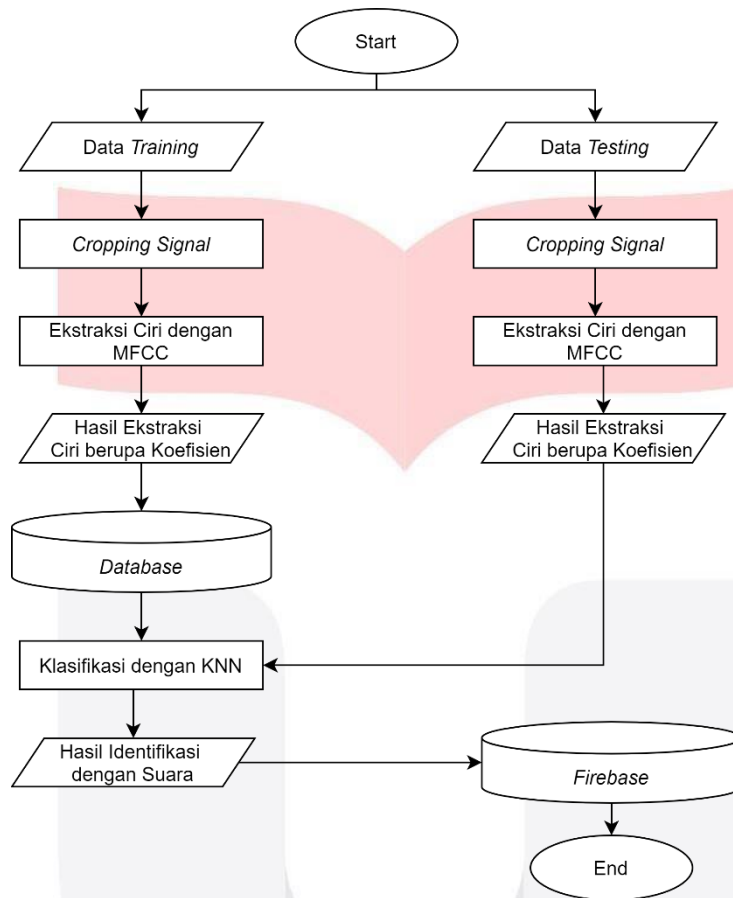 Start
Data Training
Data Testing
Cropping Signal
Cropping Signal
Ekstraksi Ciri dengan
MFCC
Ekstraksi Ciri dengan
MFCC
Hasil Ekstraksi
Ciri berupa Koefisien
Hasil Ekstraksi
Ciri berupa Koefisien
Database
Klasifikasi dengan KNN
Hasil Identifikasi
dengan Suara
Firebase
End